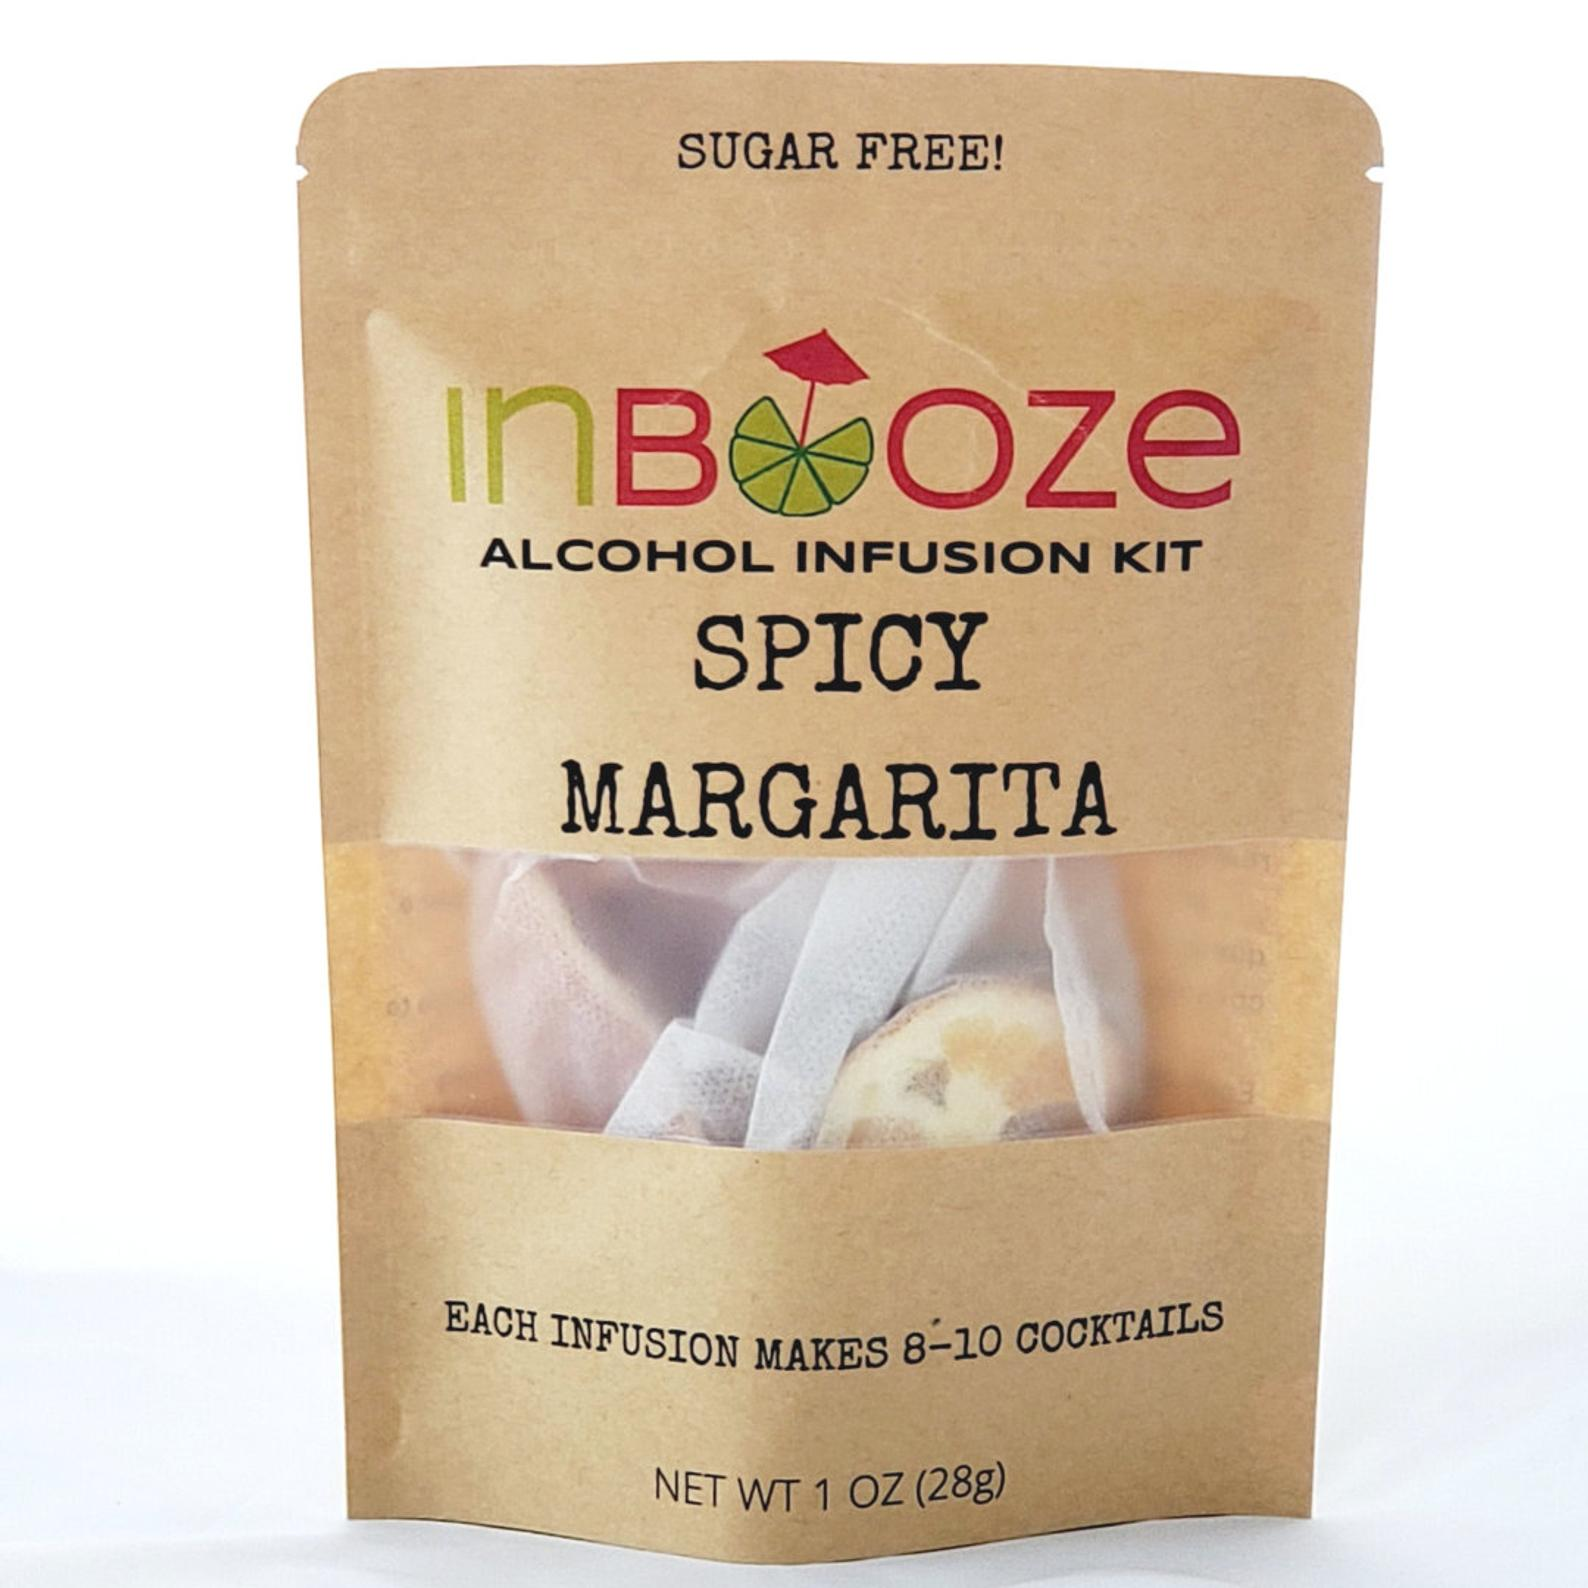 SUGAR FREE!
INBOOZE
ALCOHOL INFUSION KIT
SPICY
MARGARITA
EACH INFUSION MAKES 8-10 COCKTAILS
NET WT 1 OZ (28g)